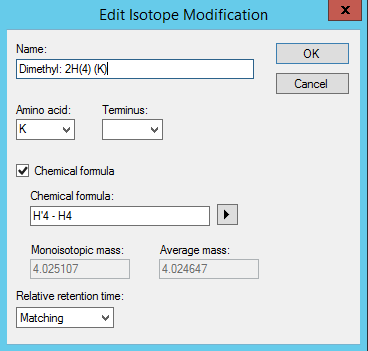 Edit Isotope Modification
x
Name:
OK
Dimethyl: 2H(4) (K)
Cancel
Amino acid: Terminus:
K
Chemical formula
Chemical formula:
H'4 - H4
Monoisotopic mass: Average mass:
4.025107 4.024647
Relative retention time:
Matching